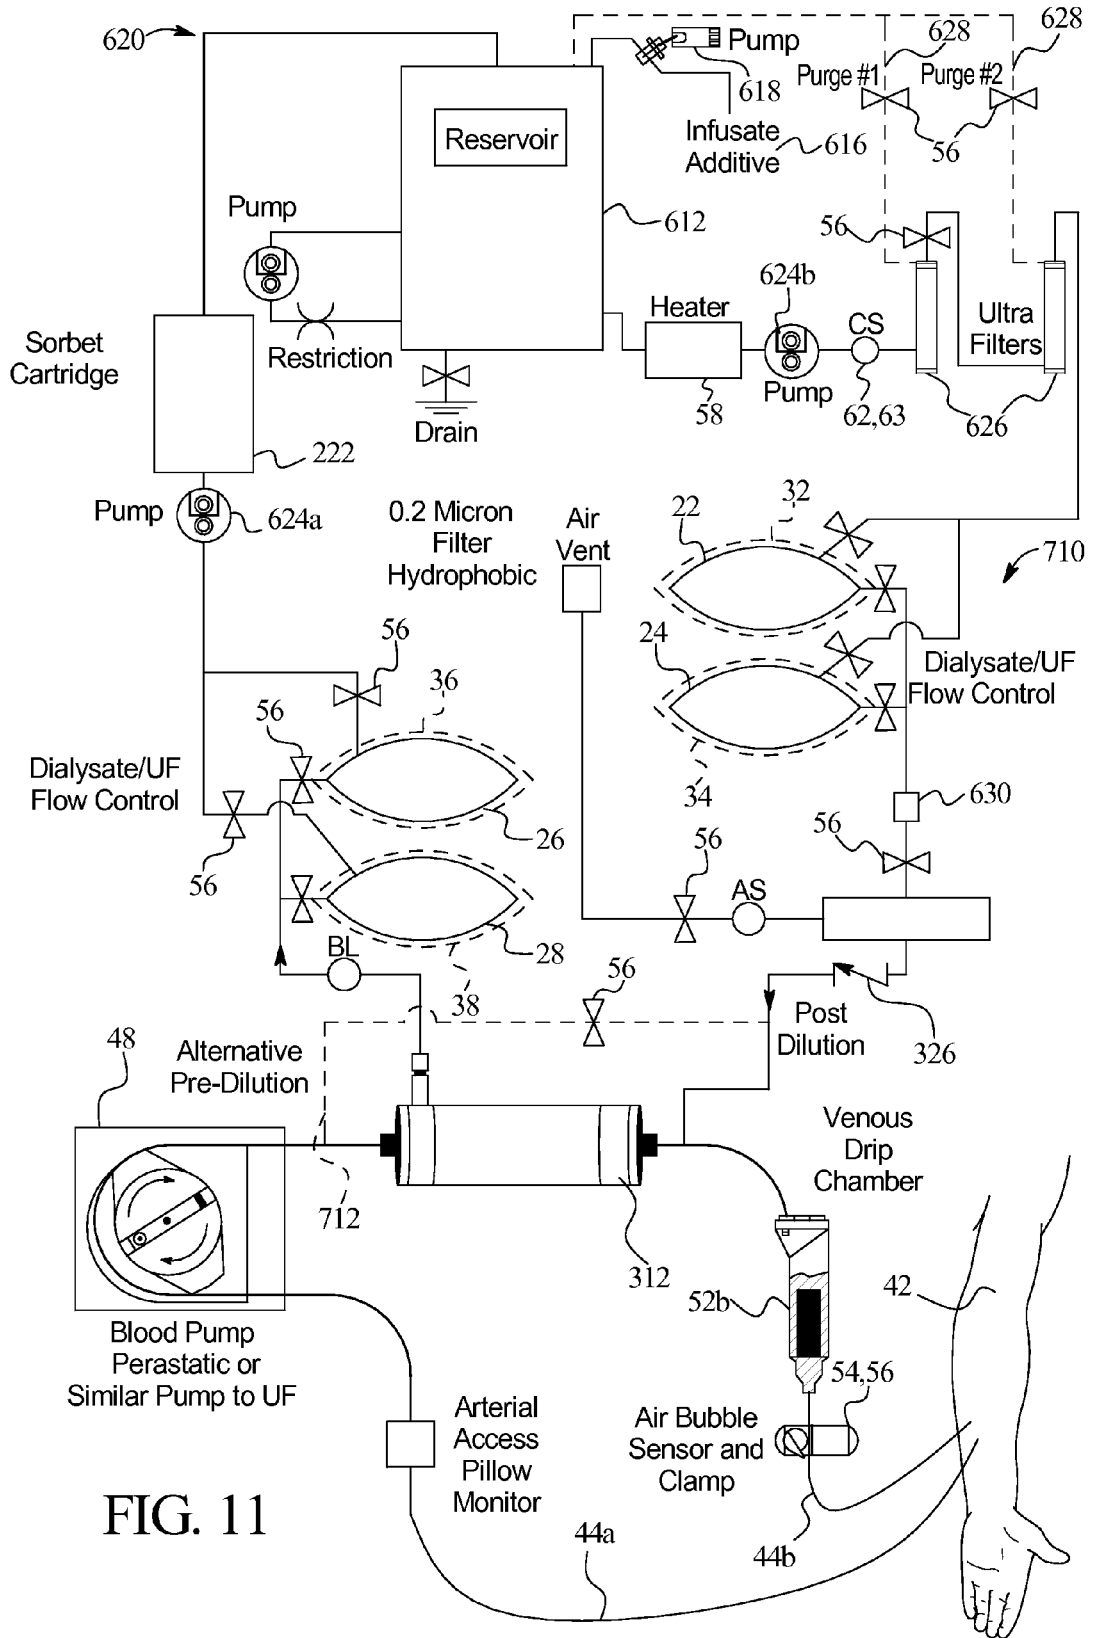 620
628
628
Pump
Purge #1
Purge #2
618
Infusate
Additive
616
56
Reservoir
612
Pump
56
Restriction
Heater
624b
CS
Ultra
Filters
Sorbet
Cartridge
58
Pump
62,63
626
Drain
222
Pump
624a
0.2 Micron
Filter
Hydrophobic
Air
Vent
22
32
710
56
24
Dialysate/UF
Flow Control
36
56
Dialysate/UF
Flow Control
34
630
26
56
56
56
AS
28
BL
38
56
Post
Dilution
326
48
Alternative
Pre-Dilution
Venous
Drip
Chamber
712
312
52b
42
Blood Pump
Perastatic or
Similar Pump to UF
54,56
Arterial
Access
Pillow
Monitor
Air Bubble
Sensor and
Clamp
FIG. 11
44a
44b